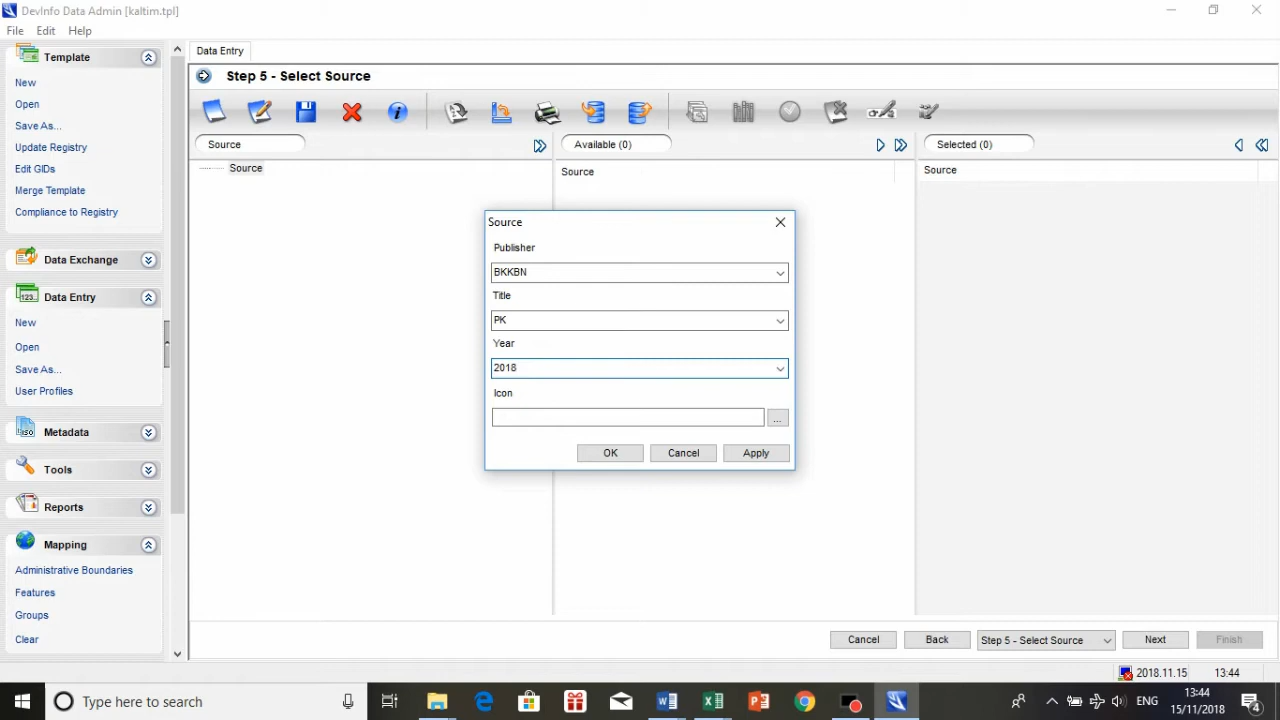 DevInfo Data Admin [kaltim.tpl]
File Edit Help
Template
New
Open
Save As...
Update Registry
Edit GIDs
Merge Template
Compliance to Registry
Data Exchange
Data Entry
New
Open
Save As...
User Profiles
Metadata
Tools
Reports
Mapping
Administrative Boundaries
Features
Groups
Clear
Data Entry
Step 5 - Select Source
Source
Source
Available (0)
Source
Selected (0)
Source
Source
Publisher
BKKBN
Title
PK
Year
2018
Icon
...
OK Cancel Apply
Cancel Back Step 5 - Select Source Next Finish
2018.11.15 13:44
Type here to search
ENG
13:44
15/11/2018
4